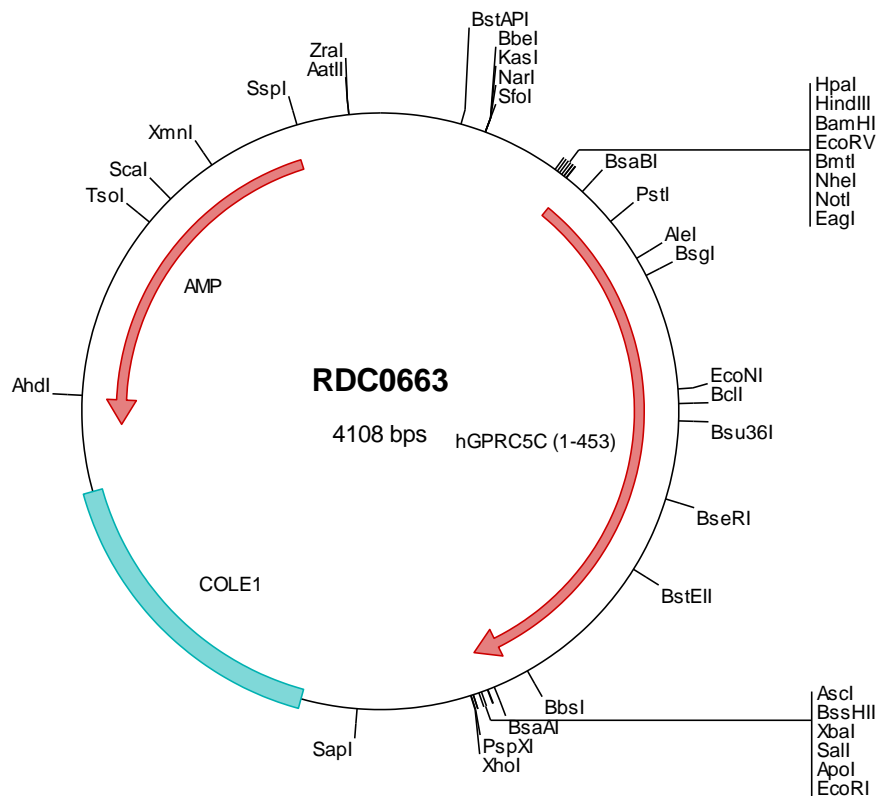 BstAPI
BbeI
KasI
NarI
SfoI
ZraI
AatII
SspI
XmnI
ScaI
TsoI
HpaI
HindIII
BamHI
EcoRV
BmtI
NheI
NotI
EagI
BsaBI
PstI
AleI
BsgI
AMP
AhdI
RDC0663
4108 bps
hGPRC5C (1-453)
EcoNI
BclI
Bsu36I
BseRI
BstEII
COLE1
BbsI
BsaAI
PspXI
XhoI
SapI
AscI
BssHII
XbaI
SalI
ApoI
EcoRI